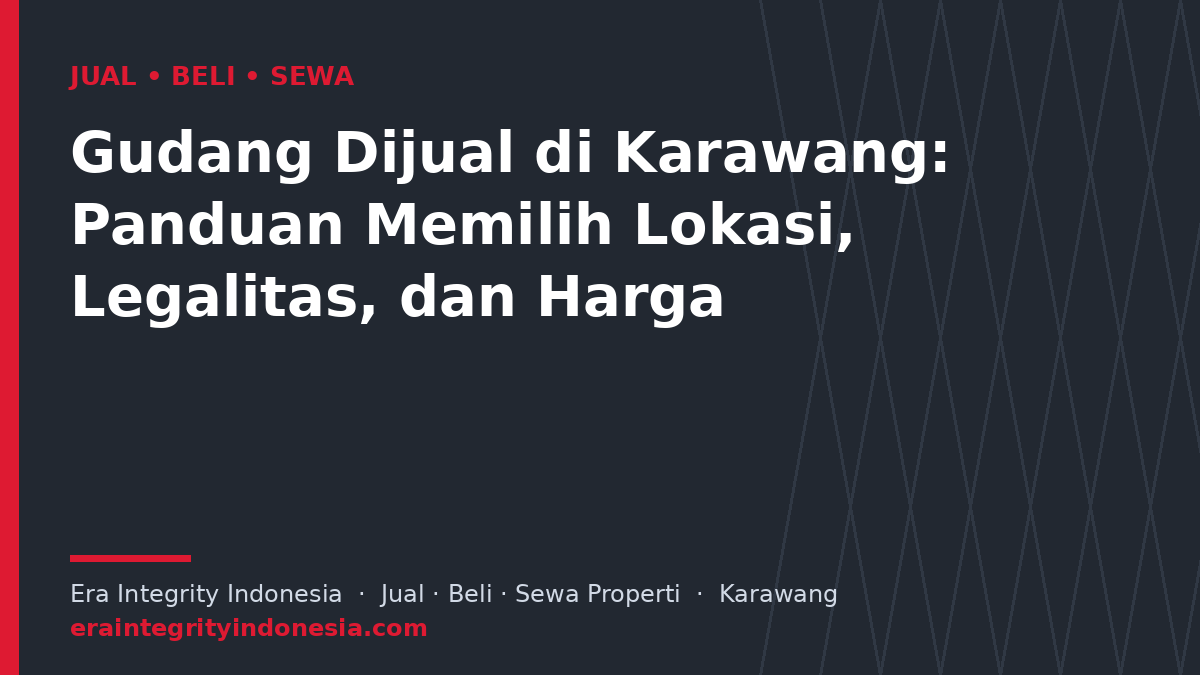 JUAL • BELI • SEWA
Gudang Dijual di Karawang:
Panduan Memilih Lokasi,
Legalitas, dan Harga
Era Integrity Indonesia · Jual · Beli · Sewa Properti · Karawang
eraintegrityindonesia.com